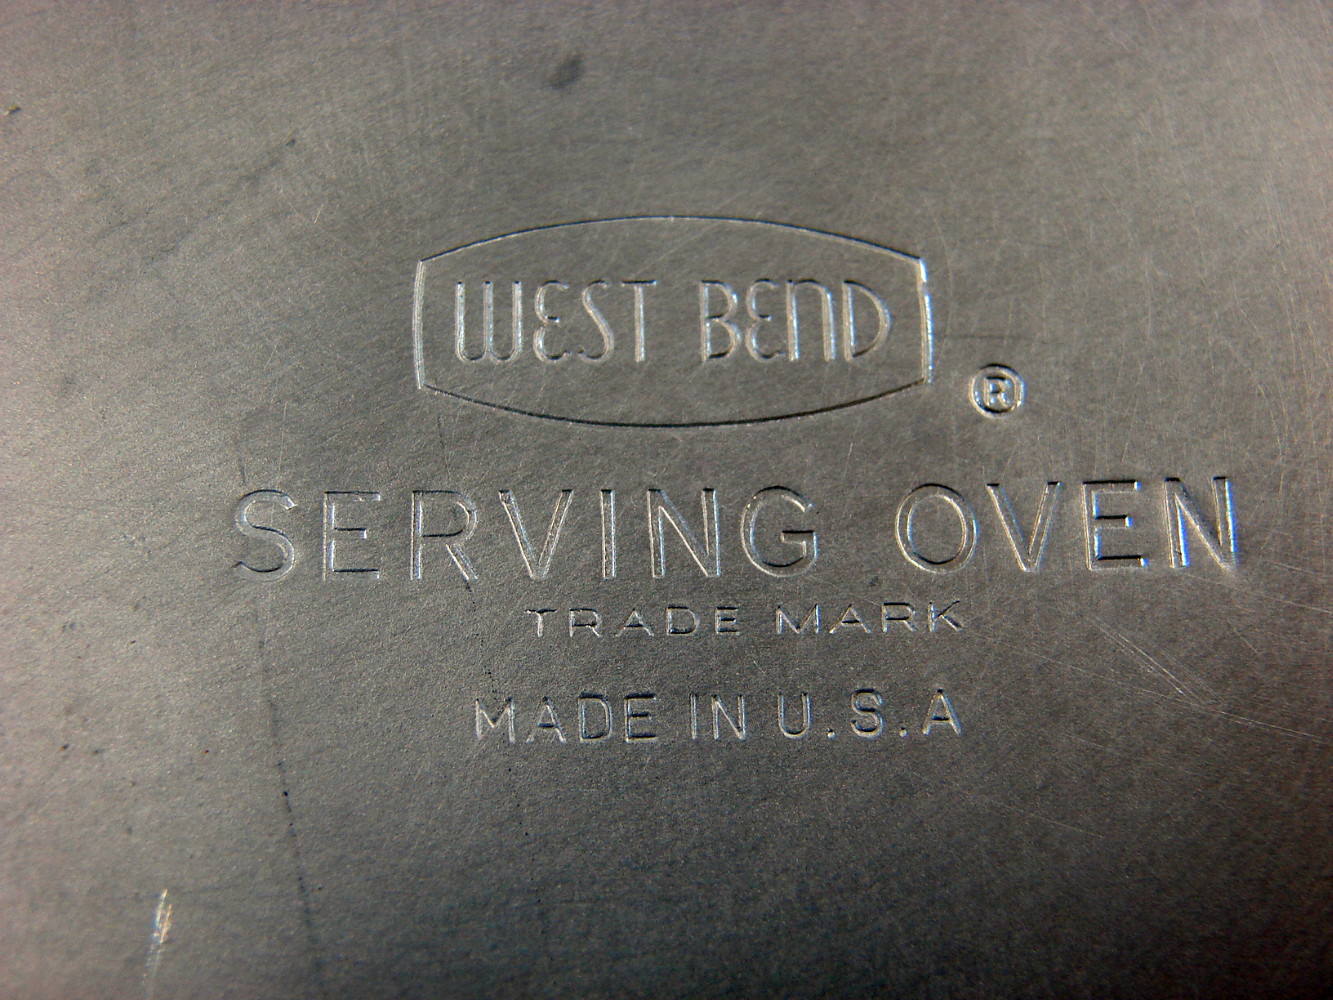 WEST BEND
®
SERVING OVEN
TRADE MARK
MADE IN U.S.A